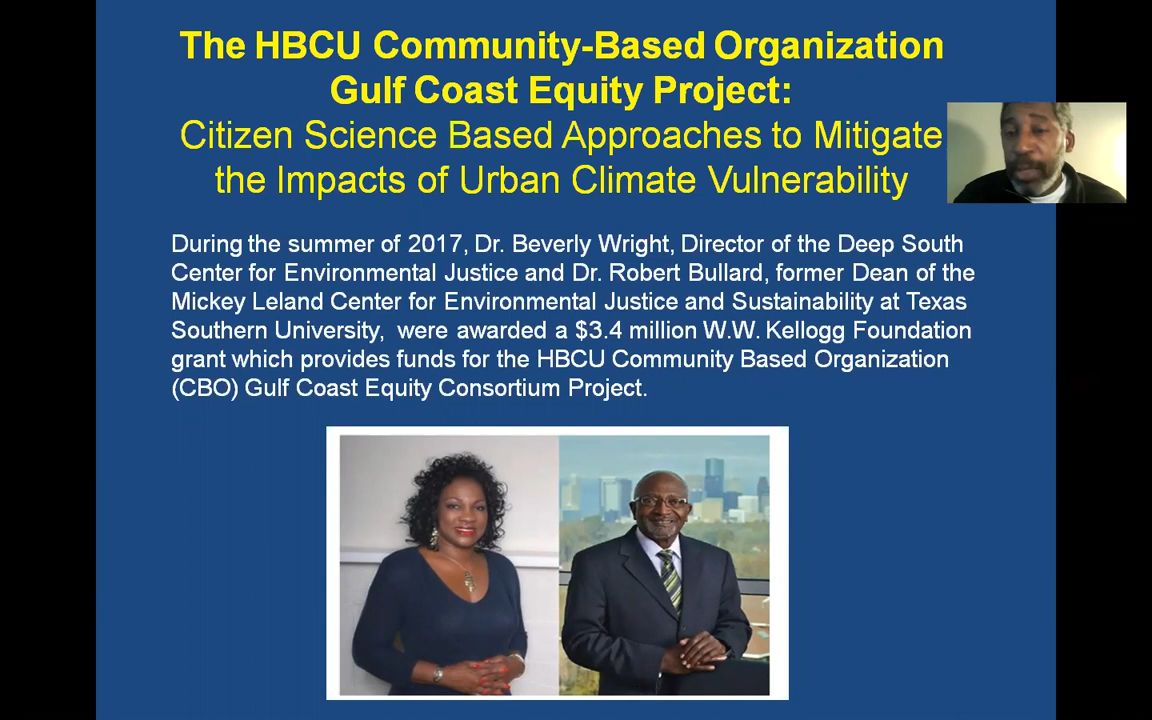 The HBCU Community-Based Organization
Gulf Coast Equity Project:
Citizen Science Based Approaches to Mitigate
the Impacts of Urban Climate Vulnerability
During the summer of 2017, Dr. Beverly Wright, Director of the Deep South
Center for Environmental Justice and Dr. Robert Bullard, former Dean of the
Mickey Leland Center for Environmental Justice and Sustainability at Texas
Southern University, were awarded a $3.4 million W.W. Kellogg Foundation
grant which provides funds for the HBCU Community Based Organization
(CBO) Gulf Coast Equity Consortium Project.